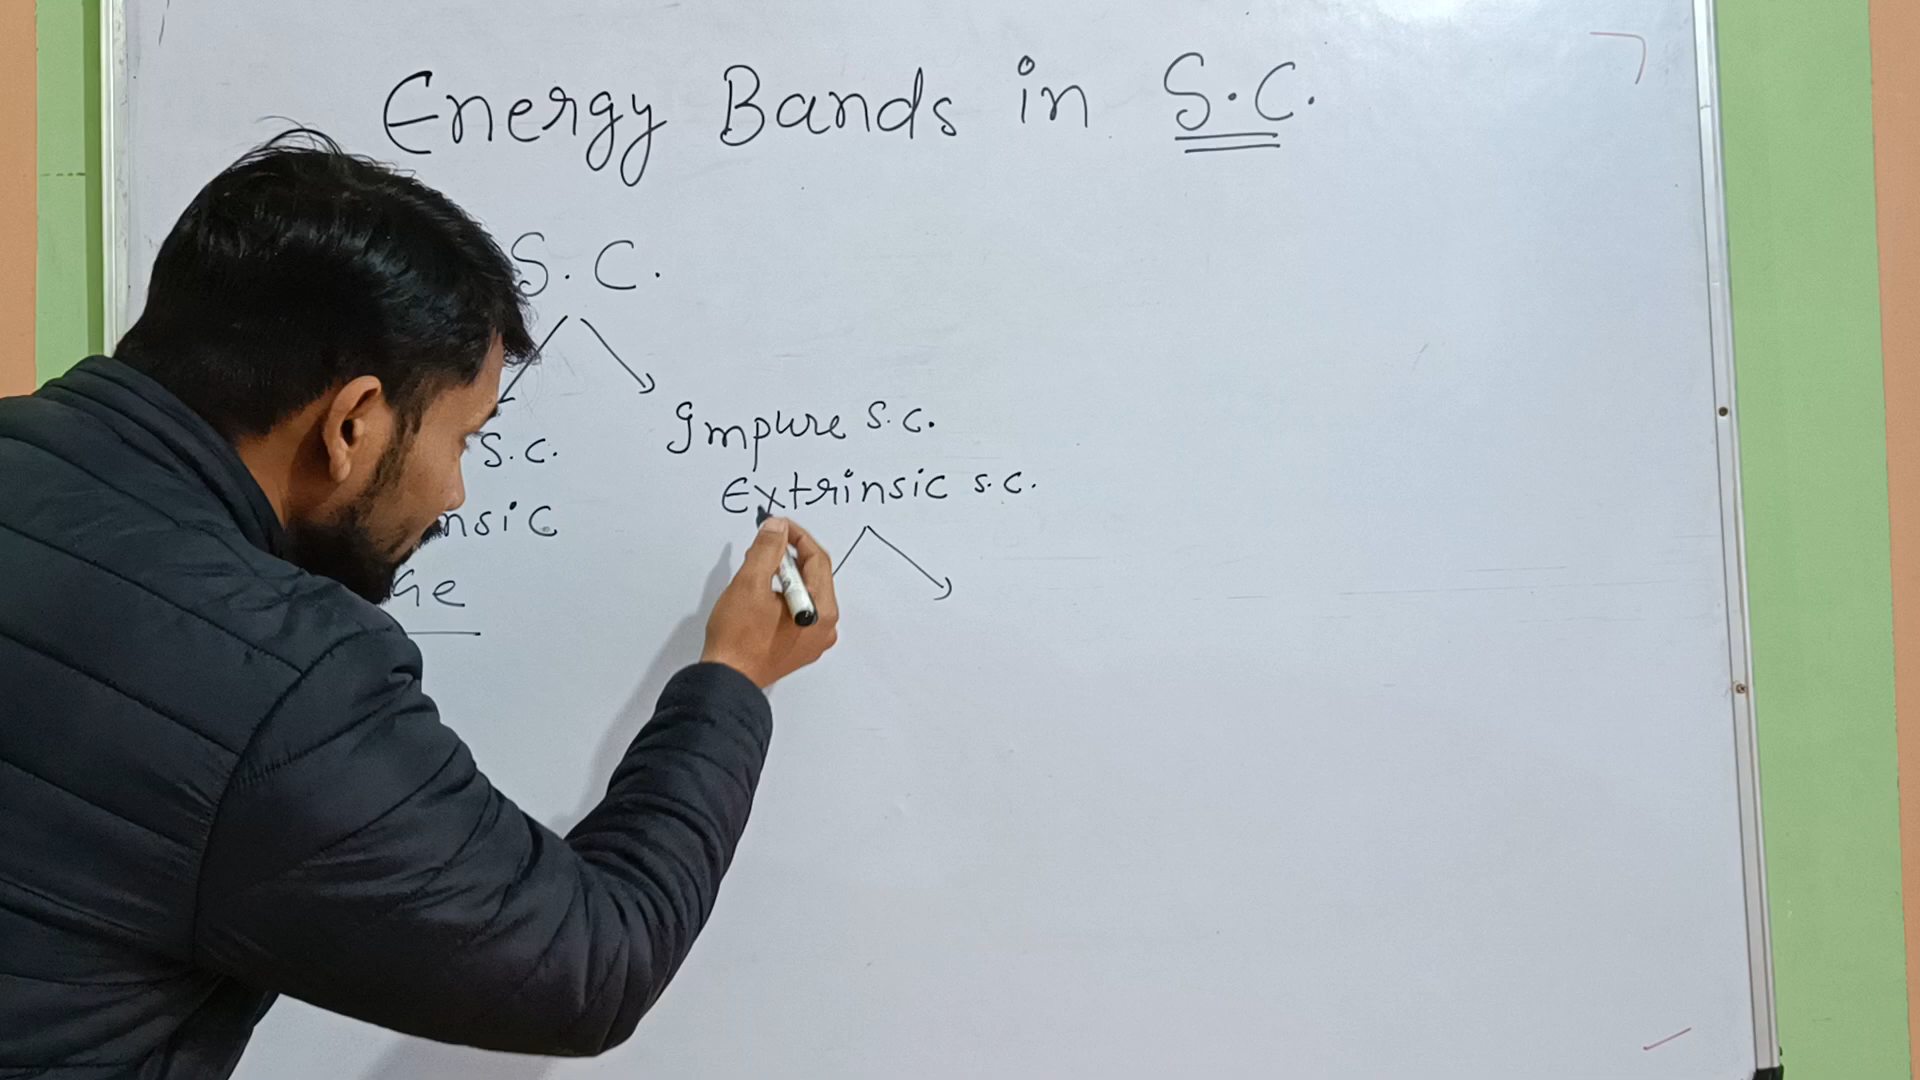 Energy Bands in S.C.
S. C.
S.C.
Impure S.C.
Extrinsic S.C.
nsic
Ge